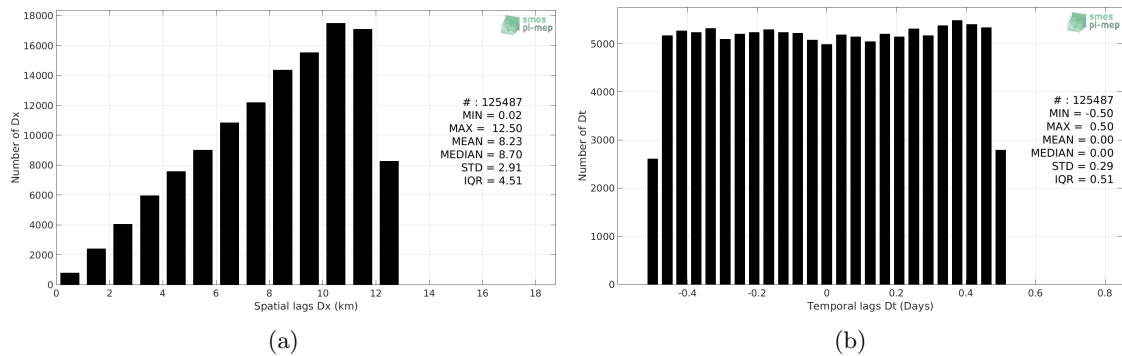 18000
16000
14000
12000
10000
8000
6000
4000
2000
0
Number of Dx
smos
pi-mep
# : 125487
MIN = 0.02
MAX = 12.50
MEAN = 8.23
MEDIAN = 8.70
STD = 2.91
IQR = 4.51
0 2 4 6 8 10 12 14 16 18
Spatial lags Dx (km)
(a)
5000
4000
3000
2000
1000
0
Number of Dt
smos
pi-mep
# : 125487
MIN = -0.50
MAX = 0.50
MEAN = 0.00
MEDIAN = 0.00
STD = 0.29
IQR = 0.51
-0.4 -0.2 0 0.2 0.4 0.6 0.8
Temporal lags Dt (Days)
(b)